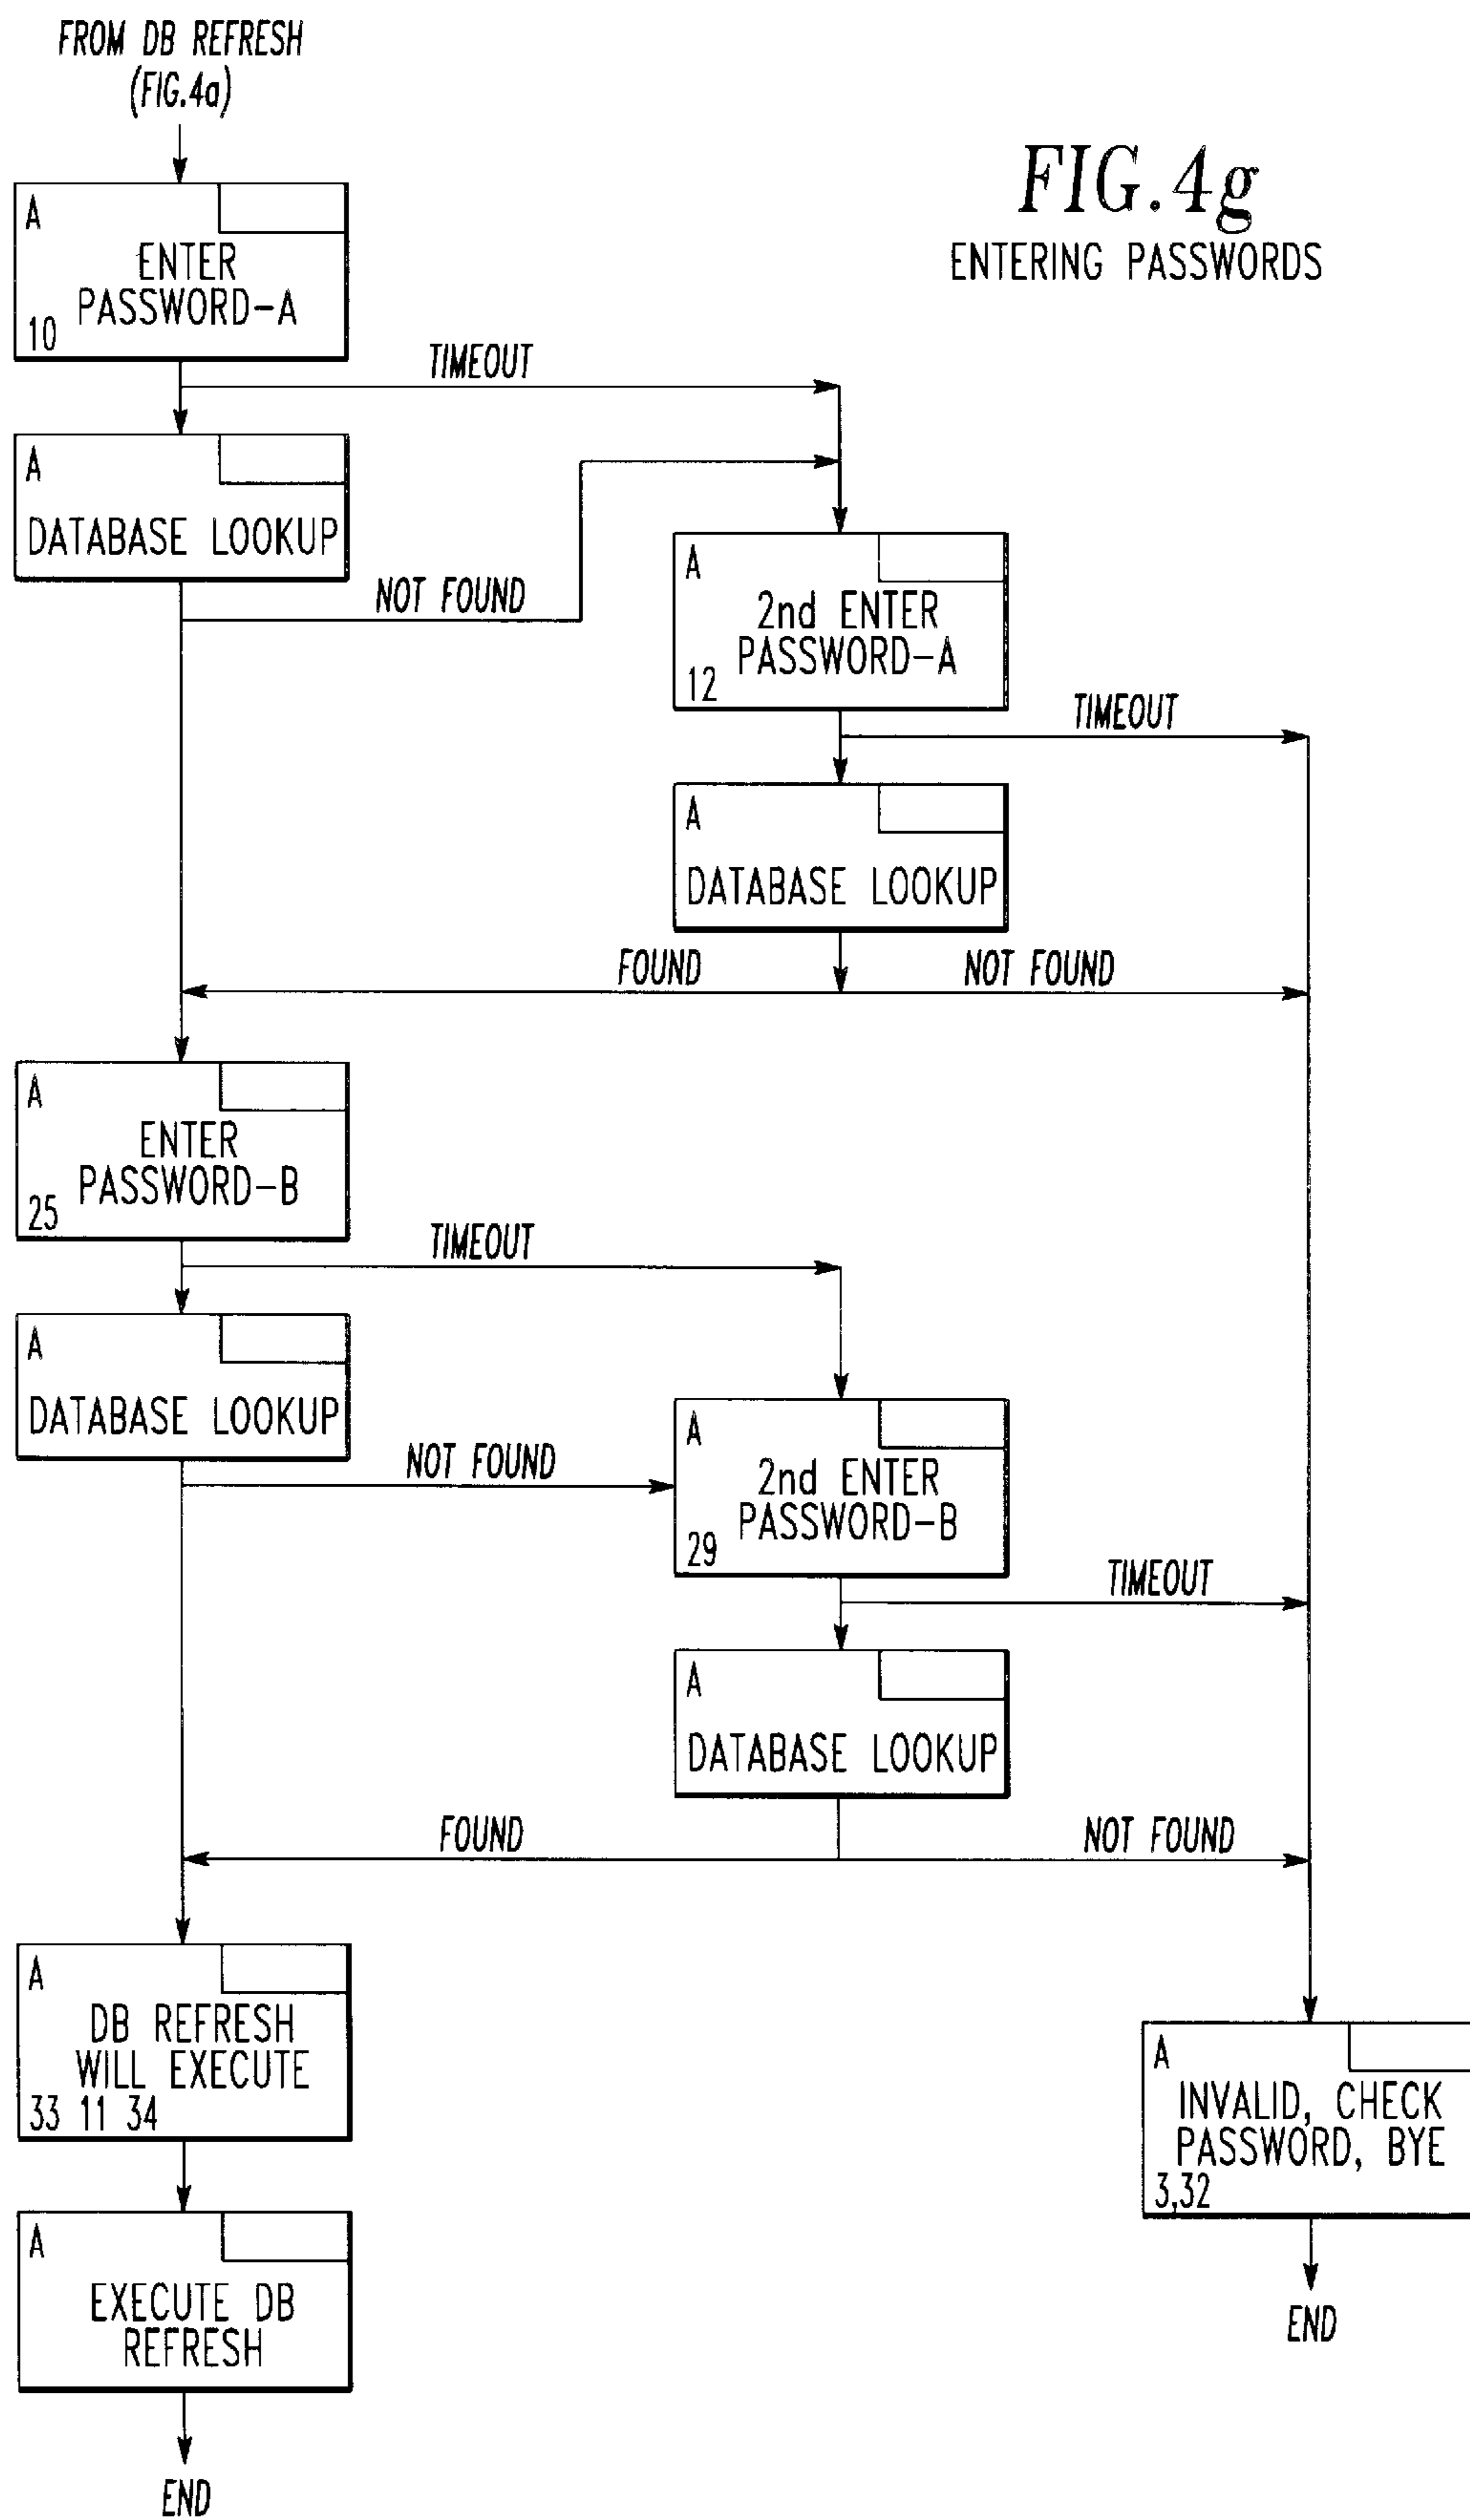 FROM DB REFRESH
(FIG.4a)
FIG.4g
ENTERING PASSWORDS
A
ENTER
PASSWORD-A
10
TIMEOUT
A
DATABASE LOOKUP
NOT FOUND
A
2nd ENTER
PASSWORD-A
12
TIMEOUT
A
DATABASE LOOKUP
FOUND
NOT FOUND
A
ENTER
PASSWORD-B
25
TIMEOUT
A
DATABASE LOOKUP
NOT FOUND
A
2nd ENTER
PASSWORD-B
29
TIMEOUT
A
DATABASE LOOKUP
FOUND
NOT FOUND
A
DB REFRESH
WILL EXECUTE
33 11 34
A
INVALID, CHECK
PASSWORD, BYE
3,32
A
EXECUTE DB
REFRESH
END
END